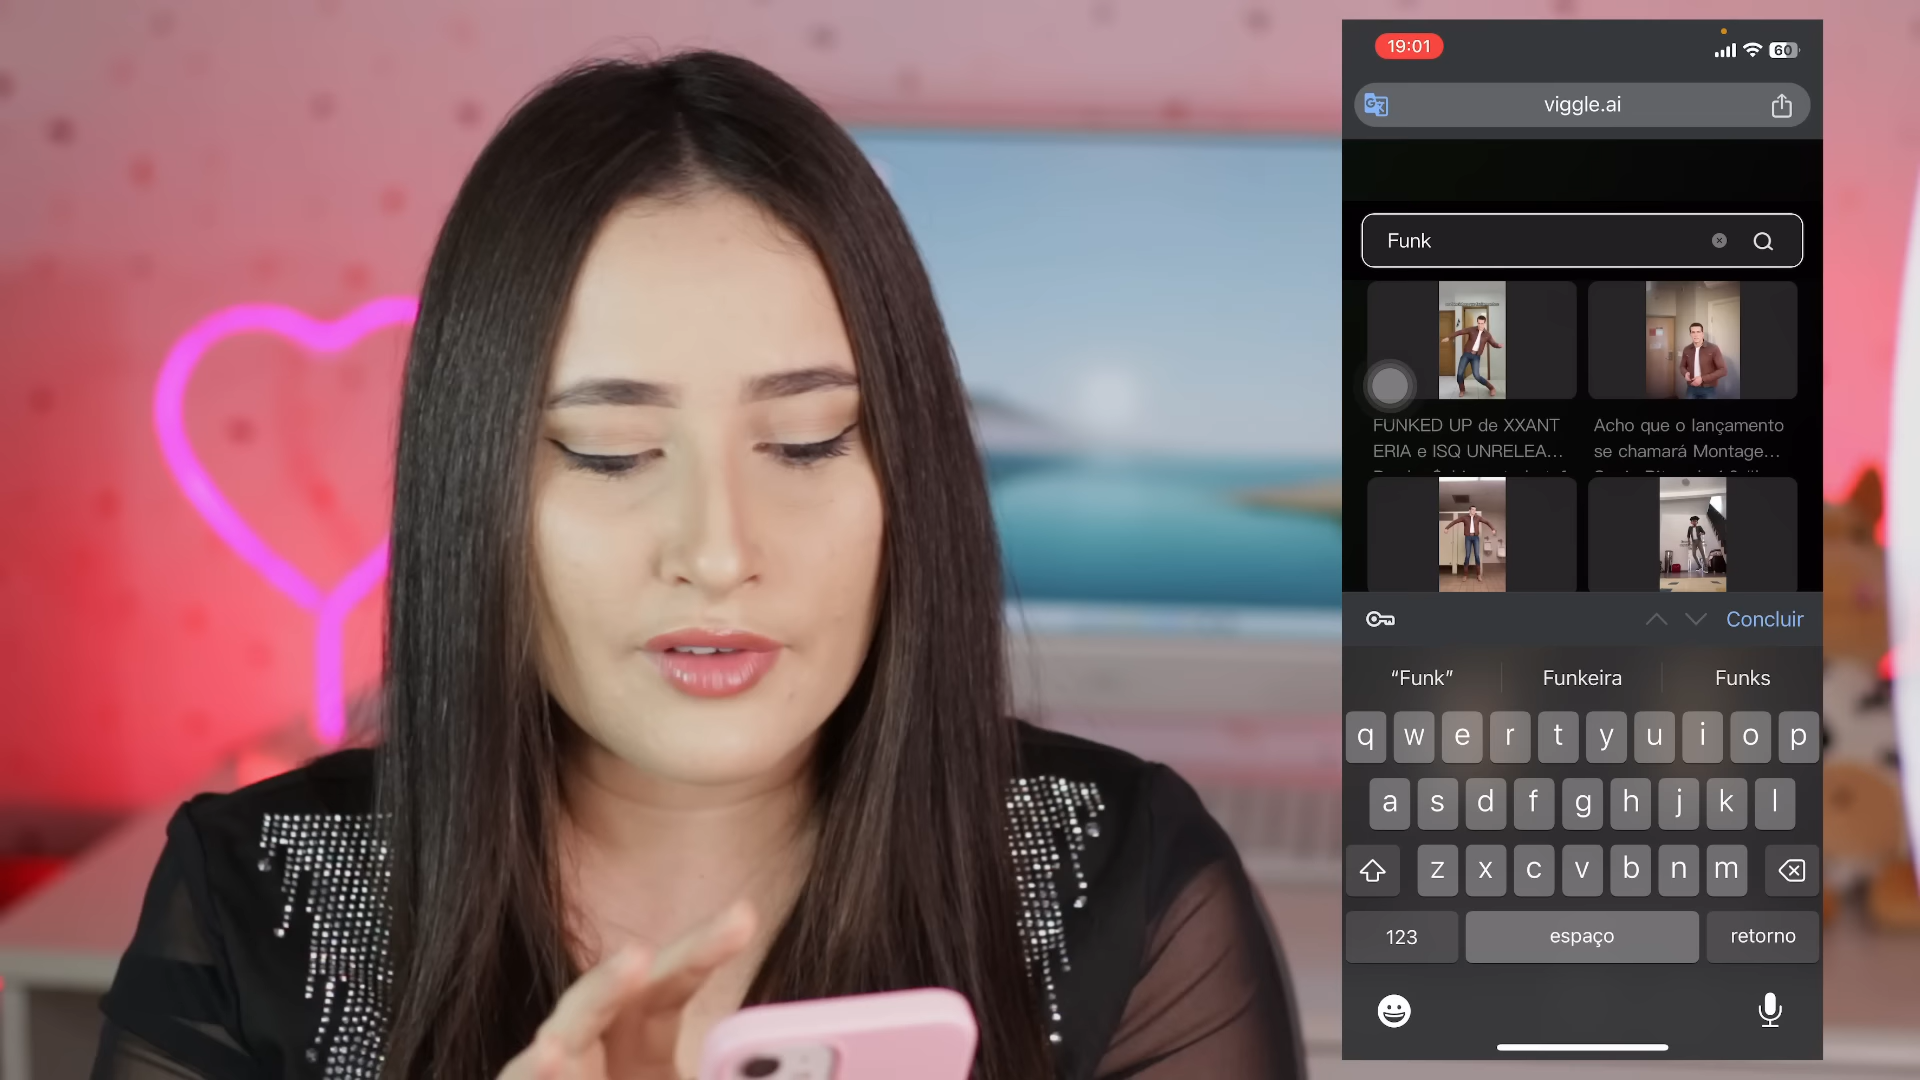 19:01
60
viggle.ai
Funk
FUNKED UP de XXANT
ERIA e ISQ UNRELEA...
Acho que o lançamento
se chamará Montage...
Concluir
“Funk”
Funkeira
Funks
q w e r t y u i o p
a s d f g h j k l
z x c v b n m
123
espaço
retorno